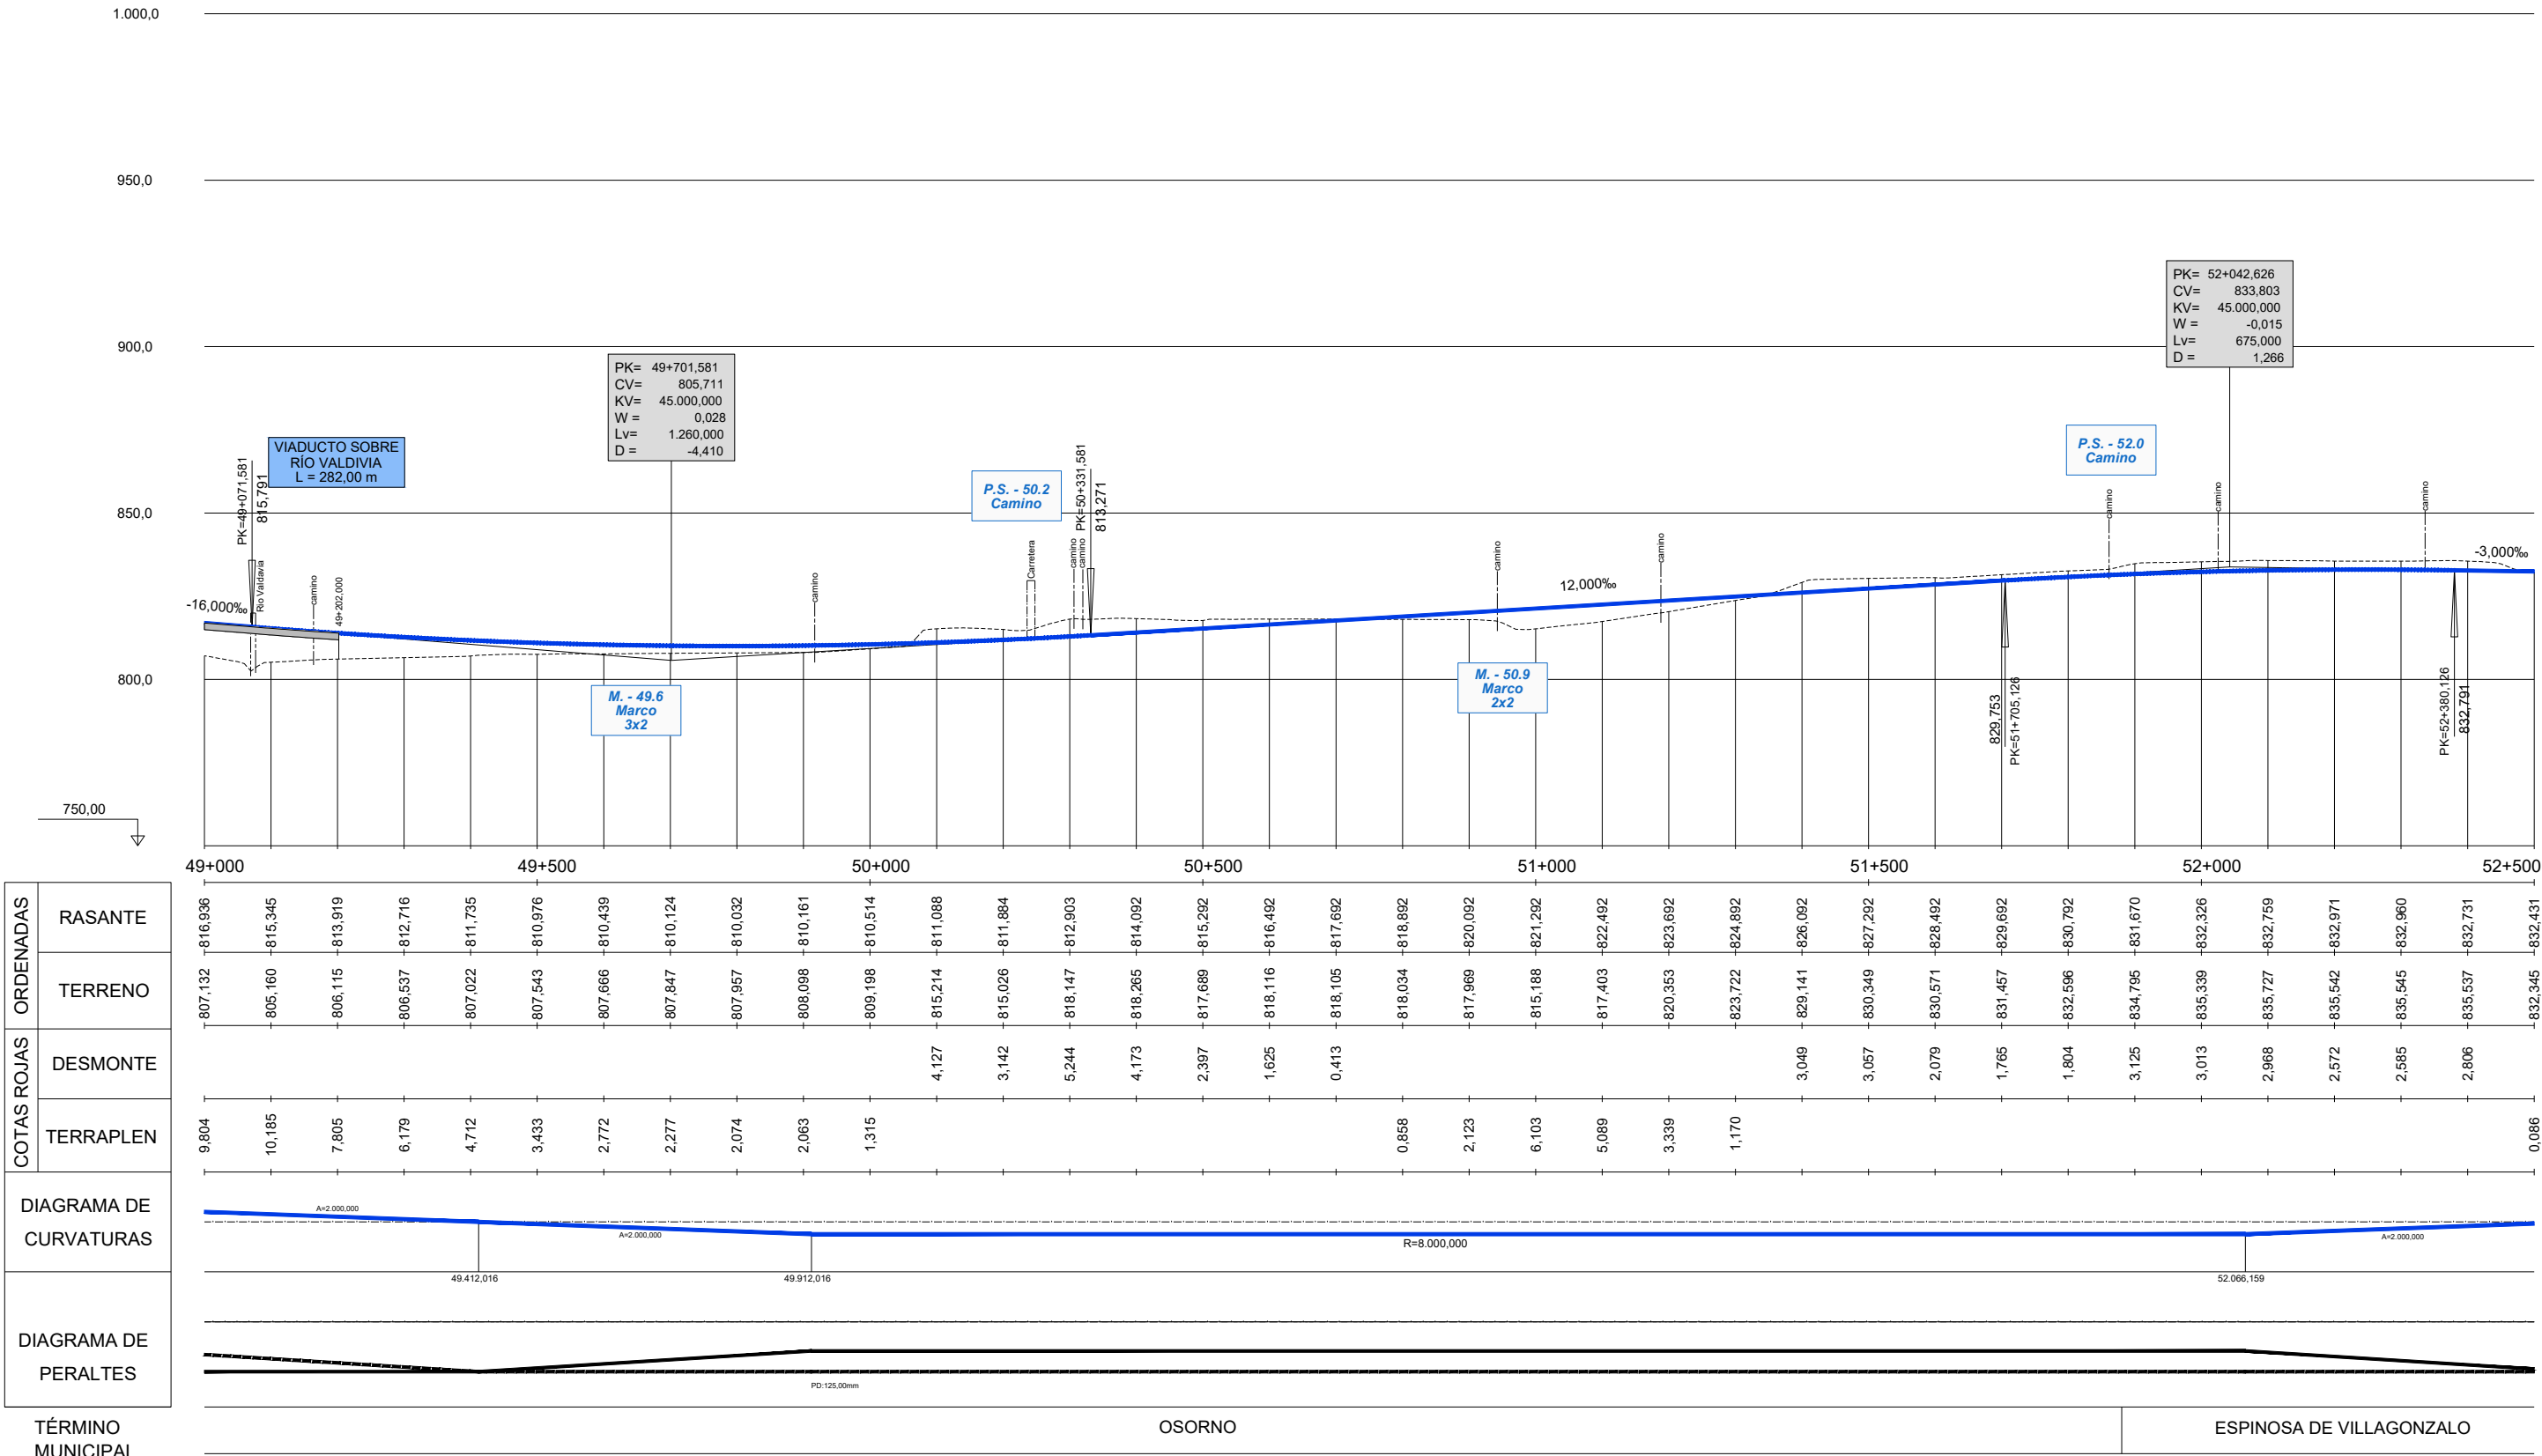 1.000,0
950,0
900,0
850,0
800,0
750,00
PK= 52+042,626
CV= 833,803
KV= 45.000,000
W = -0,015
Lv= 675,000
D = 1,266
PK= 49+701,581
CV= 805,711
KV= 45.000,000
W = 0,028
Lv= 1.260,000
D = -4,410
VIADUCTO SOBRE
RÍO VALDIVIA
L = 282,00 m
P.S. - 50.2
Camino
P.S. - 52.0
Camino
PK=49+071,581
815,791
Río Valdavia
camino
49+202,000
-16,000‰
camino
Carretera
camino
camino
PK=50+331,581
813,271
camino
12,000‰
camino
camino
camino
camino
-3,000‰
M. - 49.6
Marco
3x2
M. - 50.9
Marco
2x2
829,753
PK=51+705,126
PK=52+380,126
832,791
49+000 49+500 50+000 50+500 51+000 51+500 52+000 52+500
ORDENADAS
RASANTE 816,936 815,345 813,919 812,716 811,735 810,976 810,439 810,124 810,032 810,161 810,514 811,088 811,884 812,903 814,092 815,292 816,492 817,692 818,892 820,092 821,292 822,492 823,692 824,892 826,092 827,292 828,492 829,692 830,792 831,670 832,326 832,759 832,971 832,960 832,731 832,431
TERRENO 807,132 805,160 806,115 806,537 807,022 807,543 807,666 807,847 807,957 808,098 809,198 815,214 815,026 818,147 818,265 817,689 818,116 818,105 818,034 817,969 815,188 817,403 820,353 823,722 829,141 830,349 830,571 831,457 832,596 834,795 835,339 835,727 835,542 835,545 835,537 832,345
COTAS ROJAS
DESMONTE 4,127 3,142 5,244 4,173 2,397 1,625 0,413 3,049 3,057 2,079 1,765 1,804 3,125 3,013 2,968 2,572 2,585 2,806
TERRAPLEN 9,804 10,185 7,805 6,179 4,712 3,433 2,772 2,277 2,074 2,063 1,315 0,858 2,123 6,103 5,089 3,339 1,170 0,086
DIAGRAMA DE
CURVATURAS
A=2.000,000
A=2.000,000
R=8.000,000
A=2.000,000
49.412,016 49.912,016 52.066,159
DIAGRAMA DE
PERALTES
PD:125,00mm
TÉRMINO
MUNICIPAL
OSORNO ESPINOSA DE VILLAGONZALO